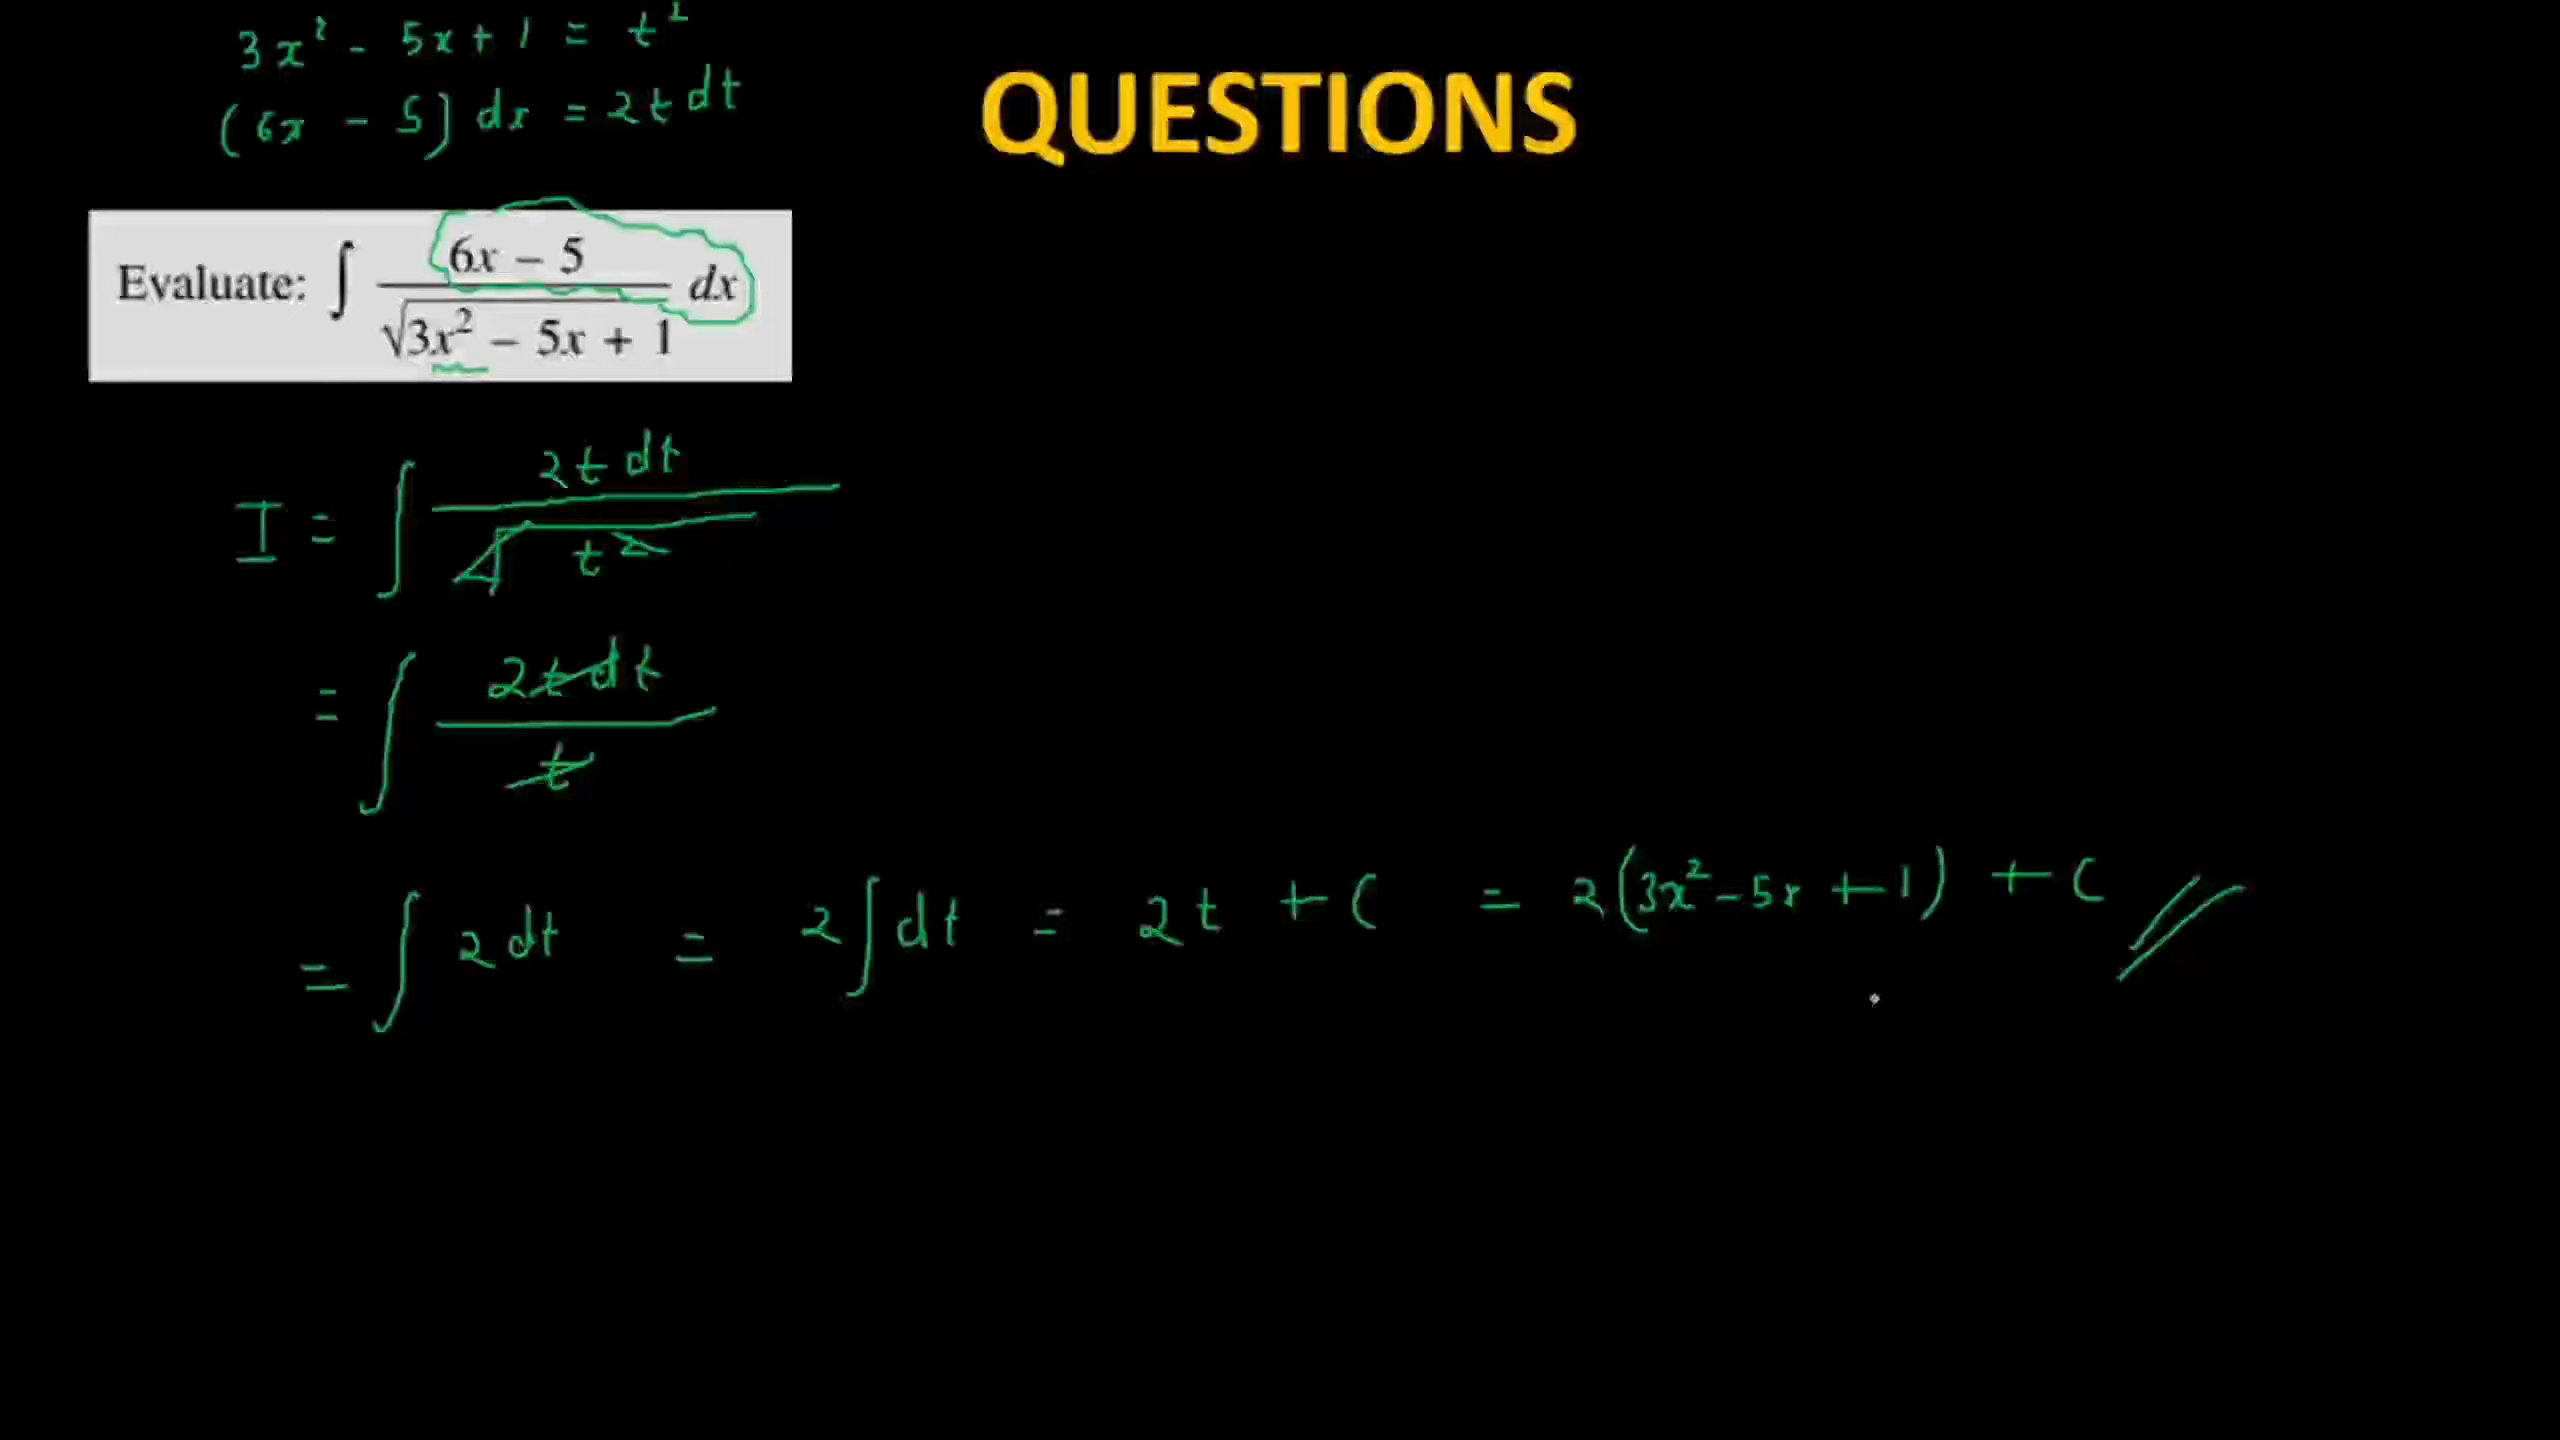 3x² - 5x + 1 = t²
(6x - 5) dx = 2t dt
QUESTIONS
Evaluate: ∫ (6x - 5)/√(3x² - 5x + 1) dx
I = ∫ 2t dt/√t²
= ∫ 2t dt/t
= ∫ 2 dt = 2∫dt = 2t + C = 2(3x² - 5x + 1) + C